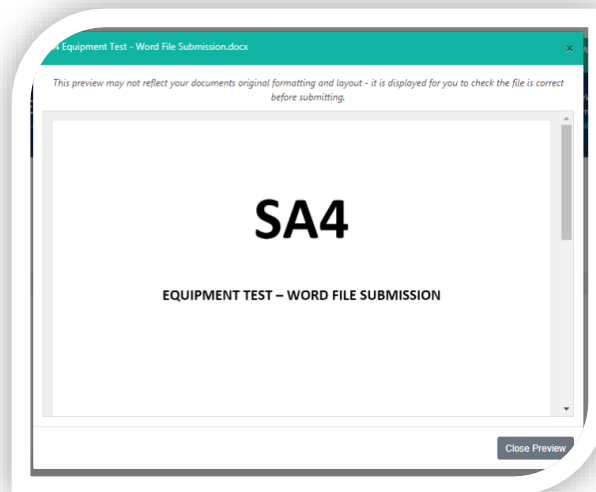 Equipment Test - Word File Submission.docx ×
This preview may not reflect your documents original formatting and layout - it is displayed for you to check the file is correct
before submitting.
SA4
EQUIPMENT TEST – WORD FILE SUBMISSION
Close Preview